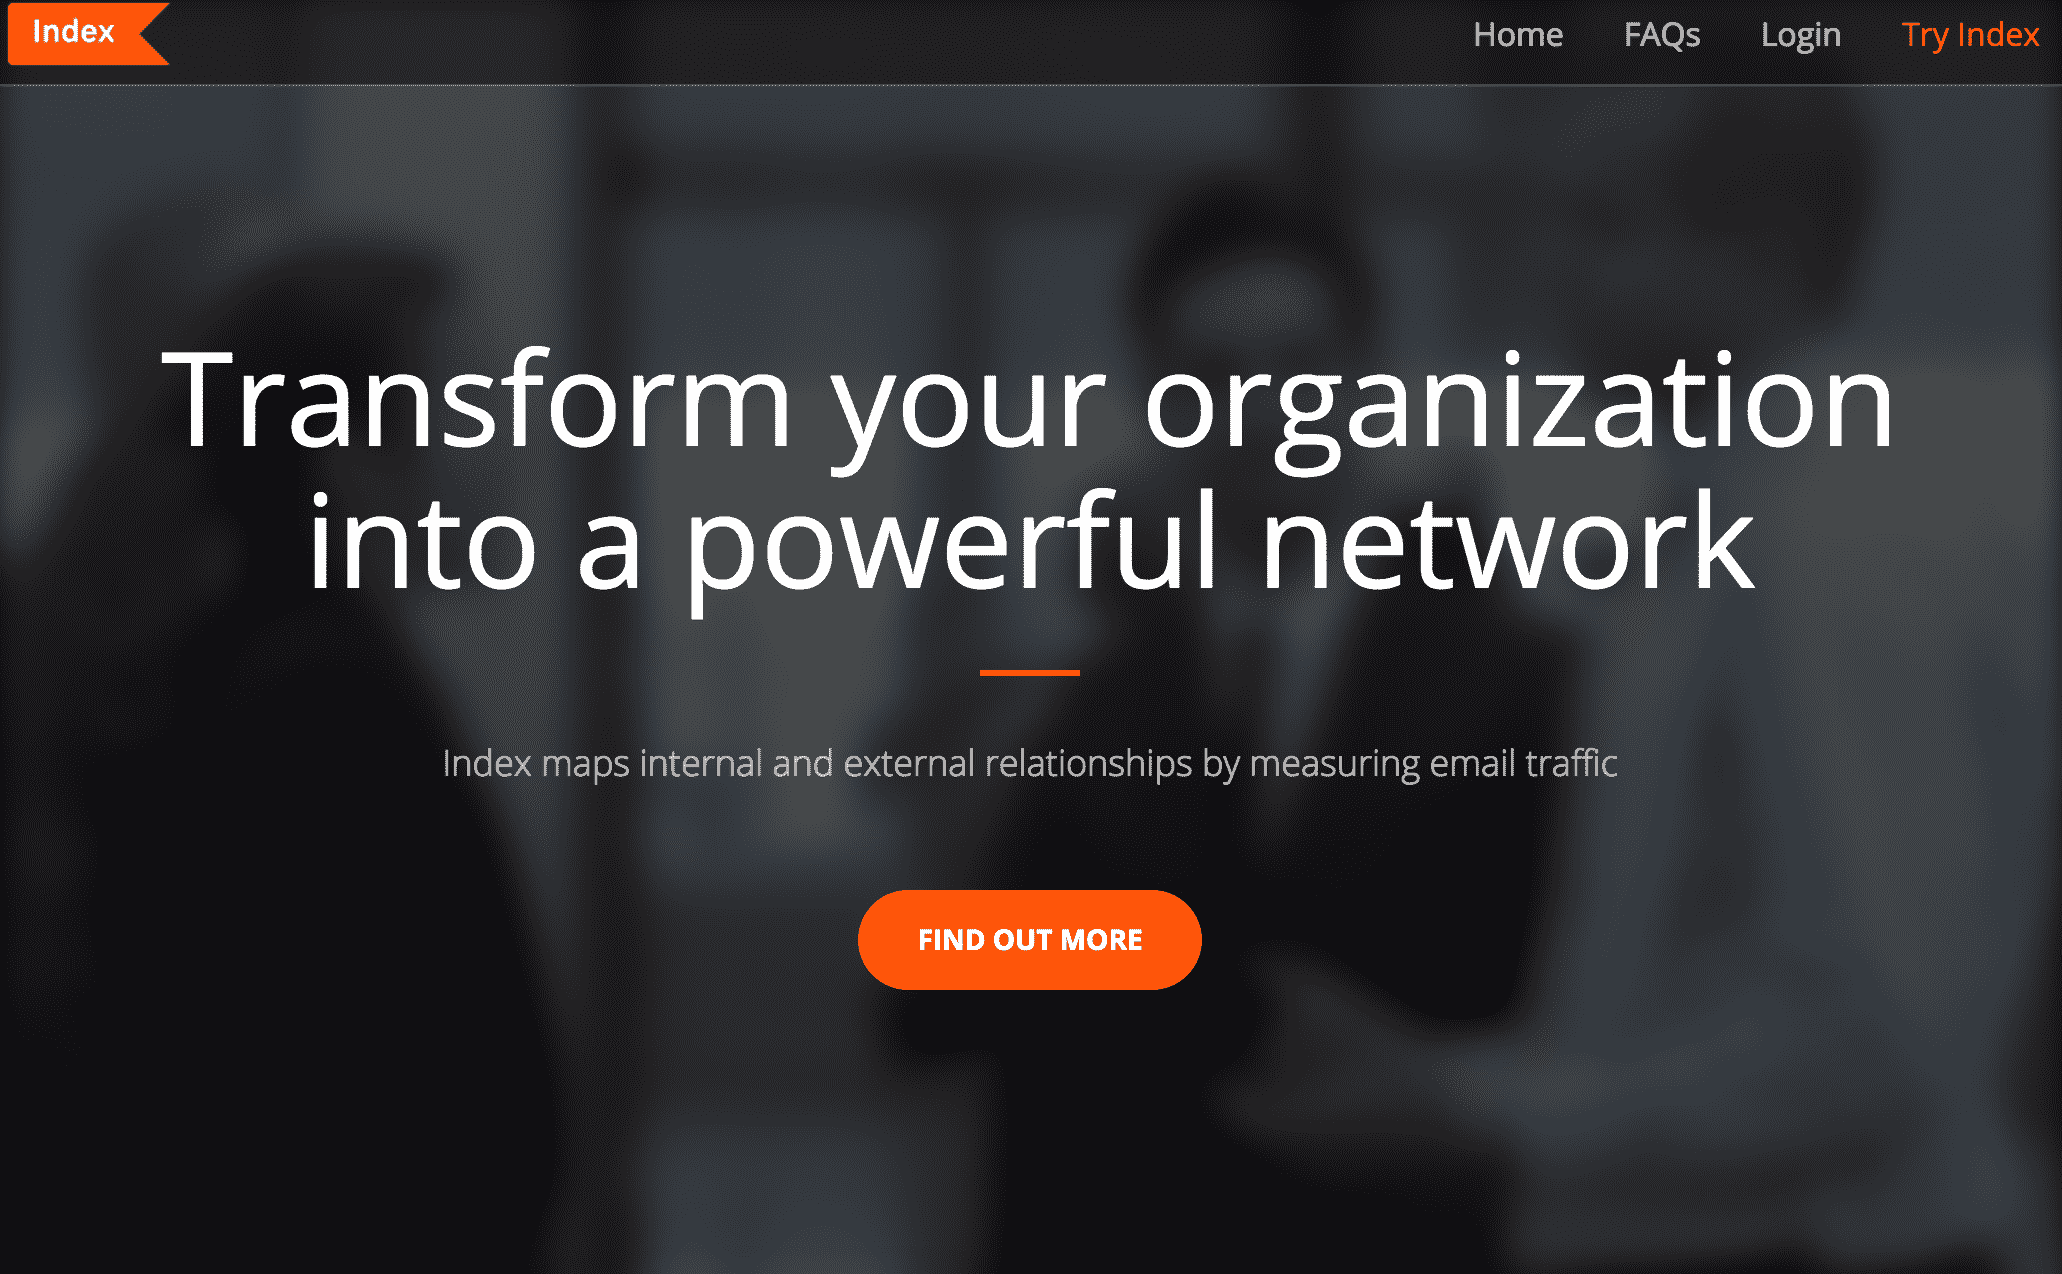 Index
Home FAQs Login Try Index
Transform your organization
into a powerful network
Index maps internal and external relationships by measuring email traffic
FIND OUT MORE